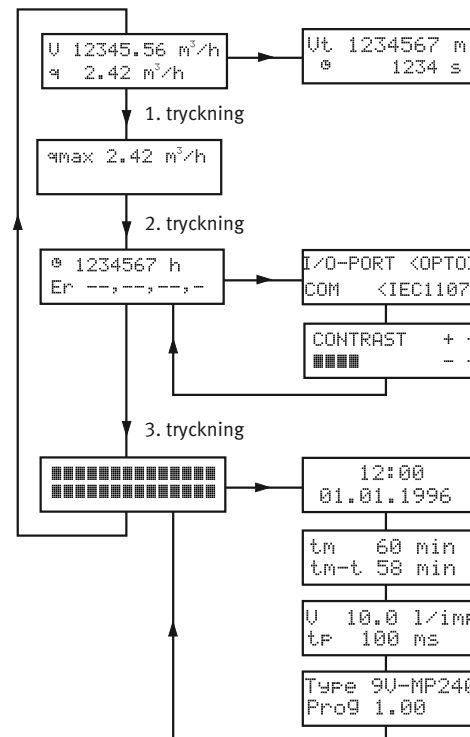 V 12345.56 m³/h
q 2.42 m³/h
Vt 1234567 m
1234 s
1. tryckning
qmax 2.42 m³/h
2. tryckning
1234567 h
Er --,--,--,-
I/O-PORT <OPTO
COM <IEC1107
CONTRAST + -
- -
3. tryckning
12:00
01.01.1996
tm 60 min
tm-t 58 min
V 10.0 l/imp
tp 100 ms
Type 9V-MP240
Prog 1.00